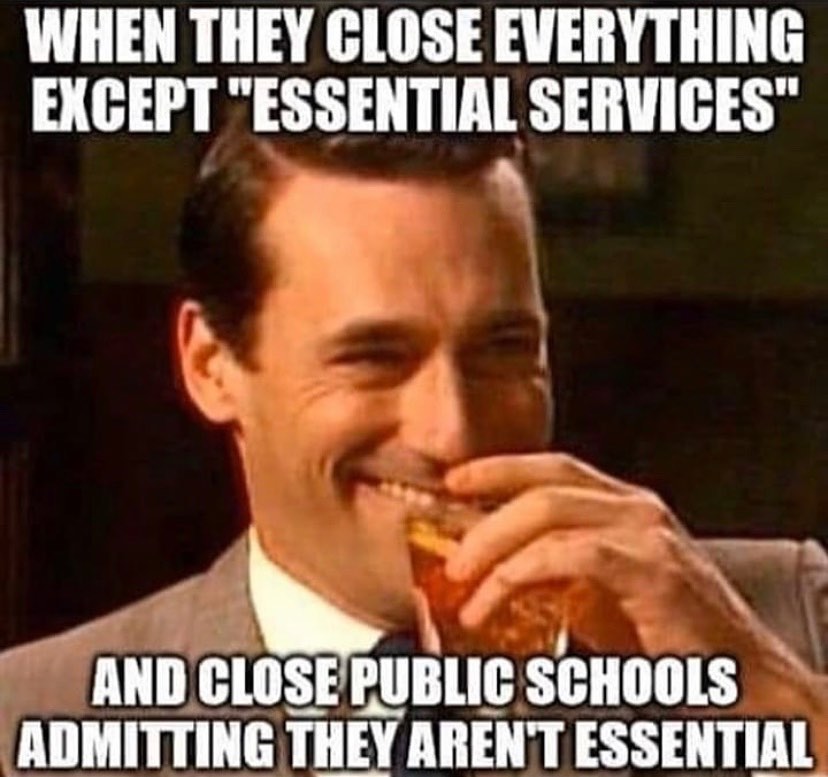 WHEN THEY CLOSE EVERYTHING
EXCEPT "ESSENTIAL SERVICES"
AND CLOSE PUBLIC SCHOOLS
ADMITTING THEY AREN'T ESSENTIAL